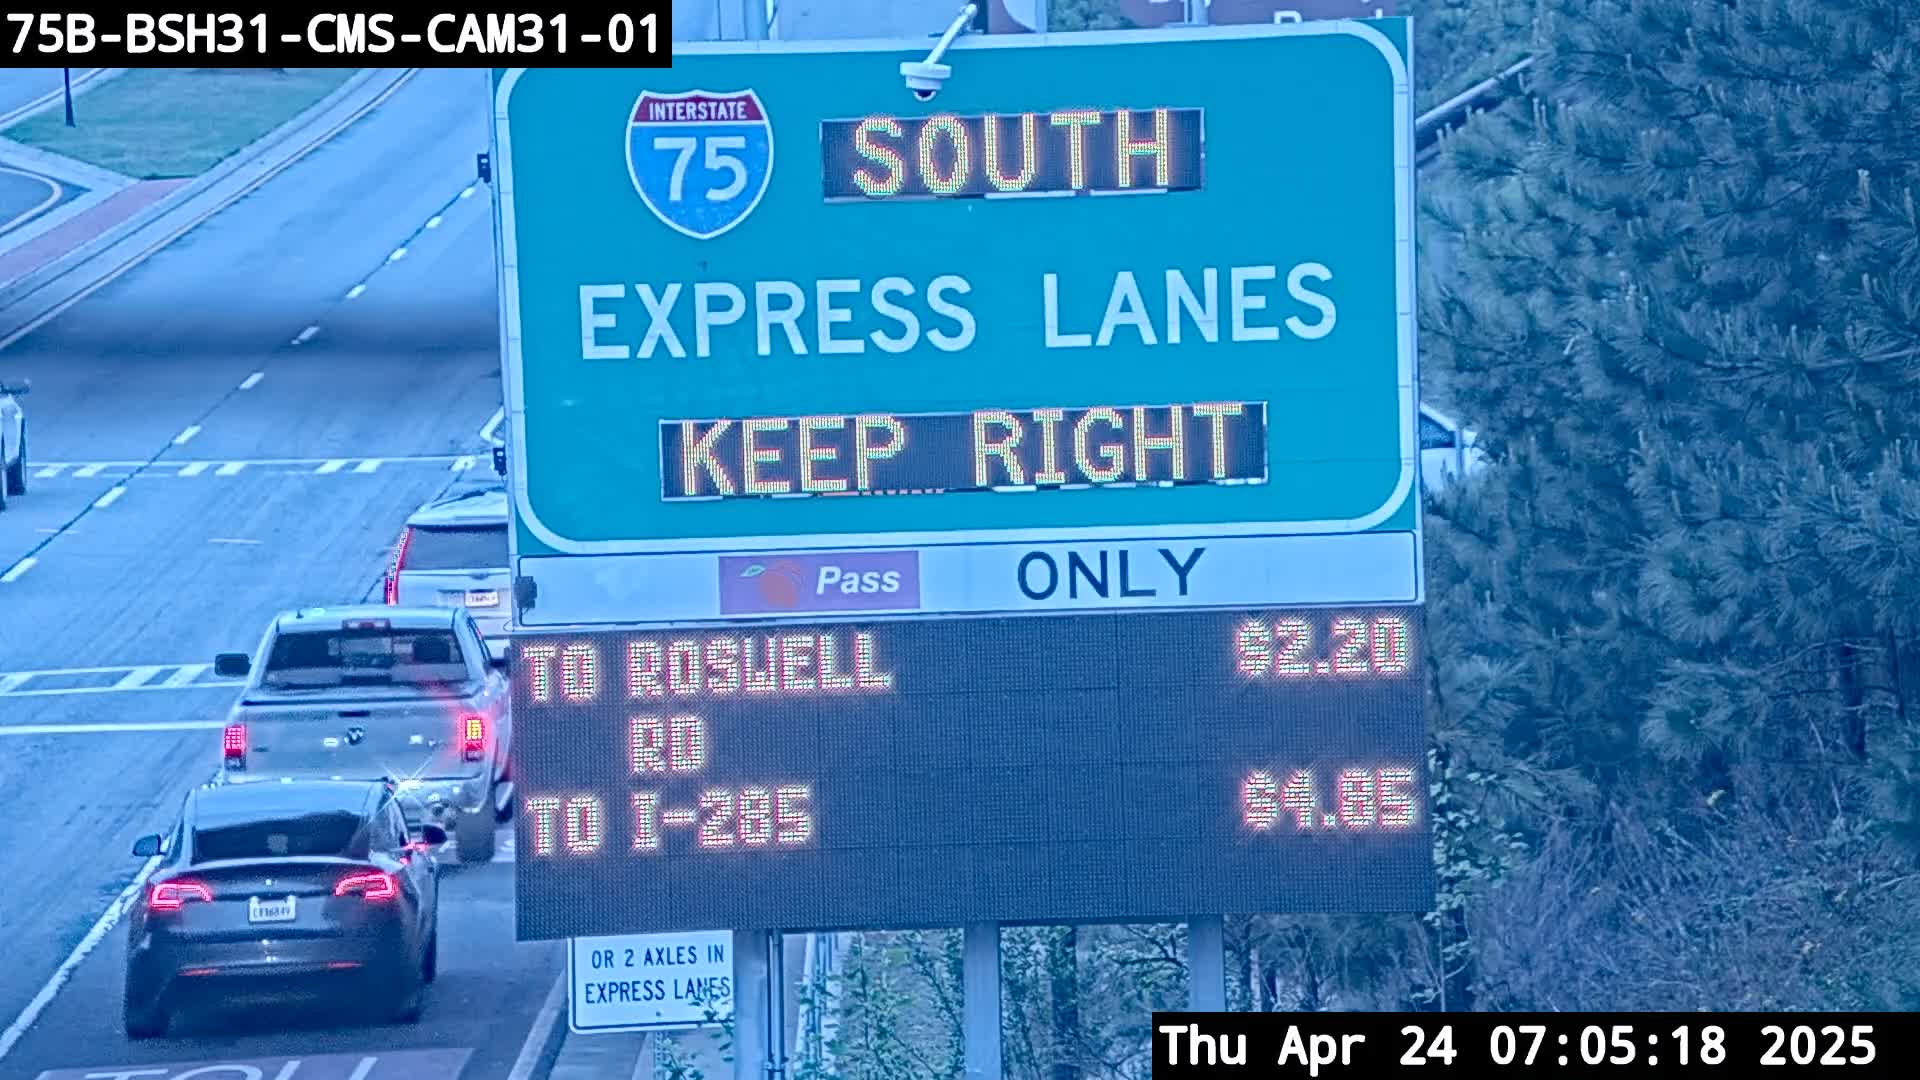 75B-BSH31-CMS-CAM31-01
INTERSTATE
75
SOUTH
EXPRESS LANES
KEEP RIGHT
Pass ONLY
TO ROSWELL $2.20
RD
TO I-285 $4.85
OR 2 AXLES IN
EXPRESS LANES
TOLL
Thu Apr 24 07:05:18 2025